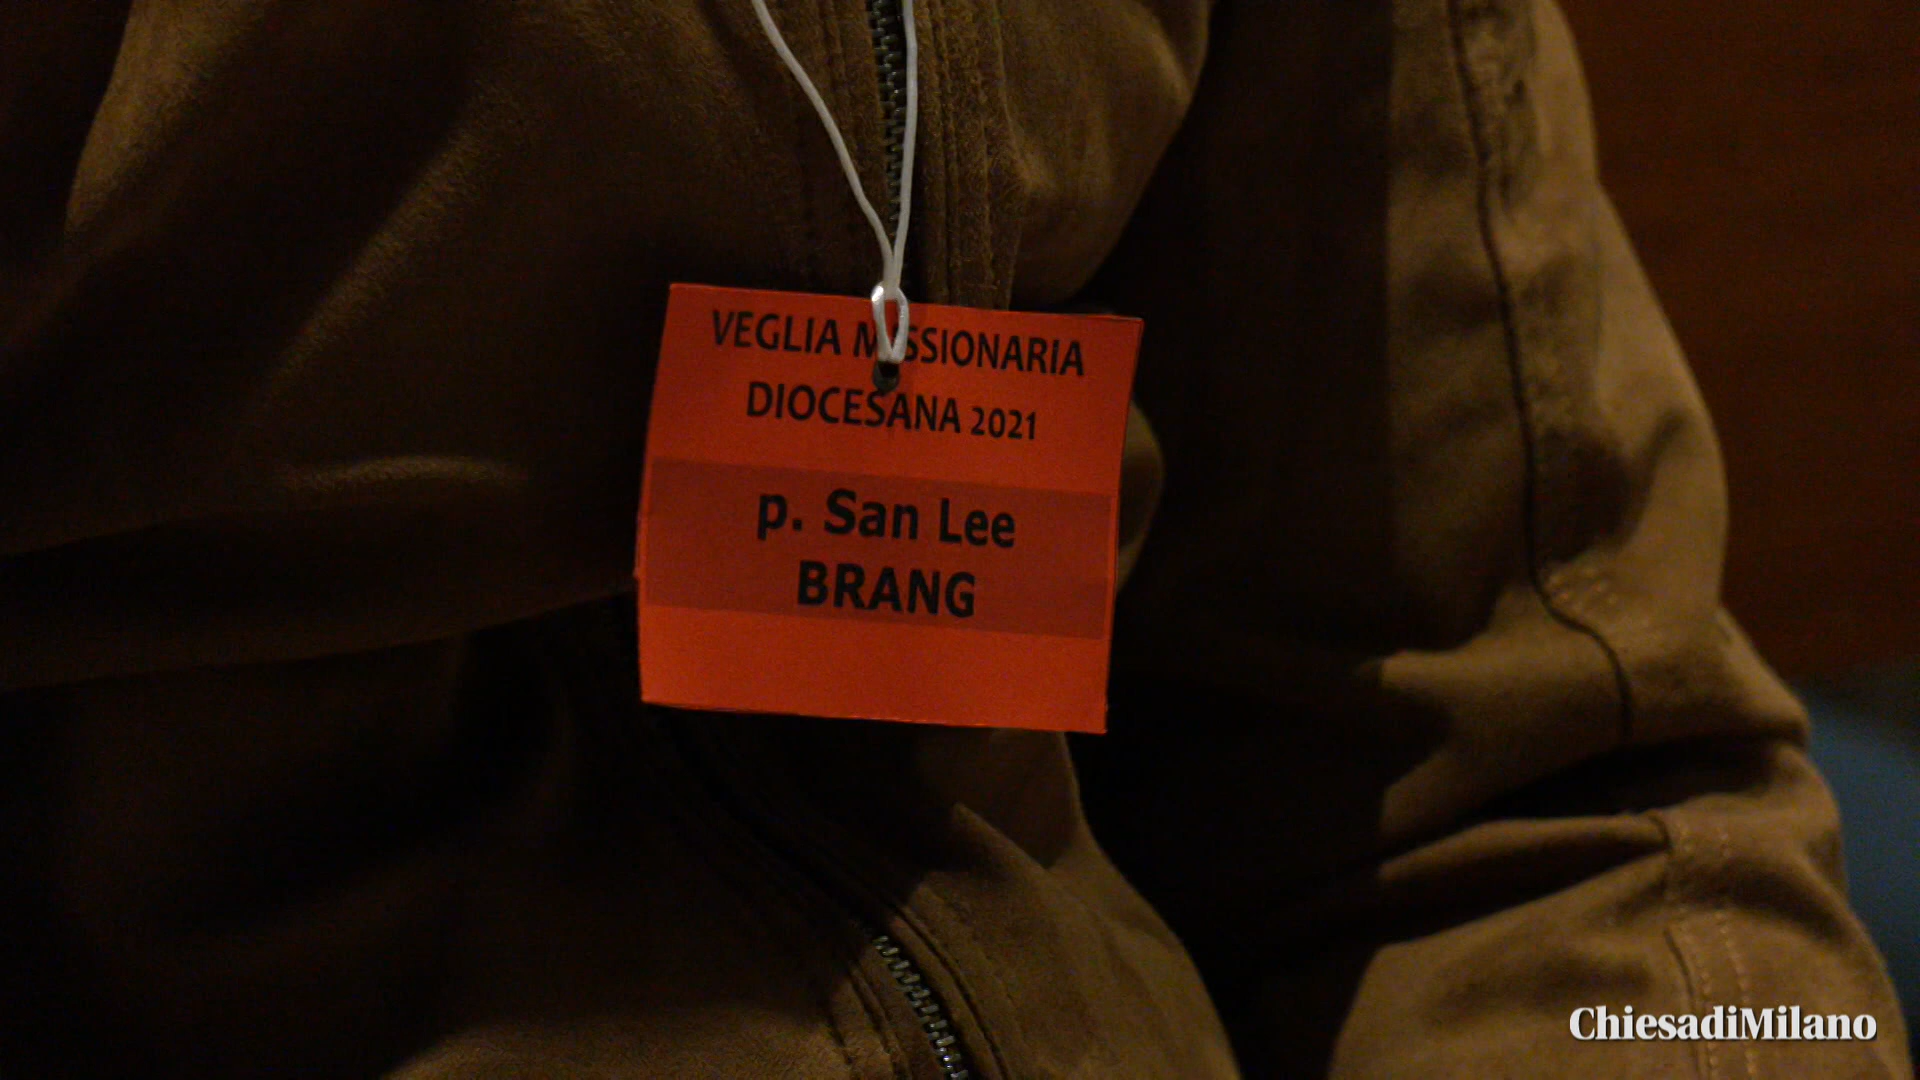 VEGLIA MISSIONARIA
DIOCESANA 2021
p. San Lee
BRANG
ChiesadiMilano